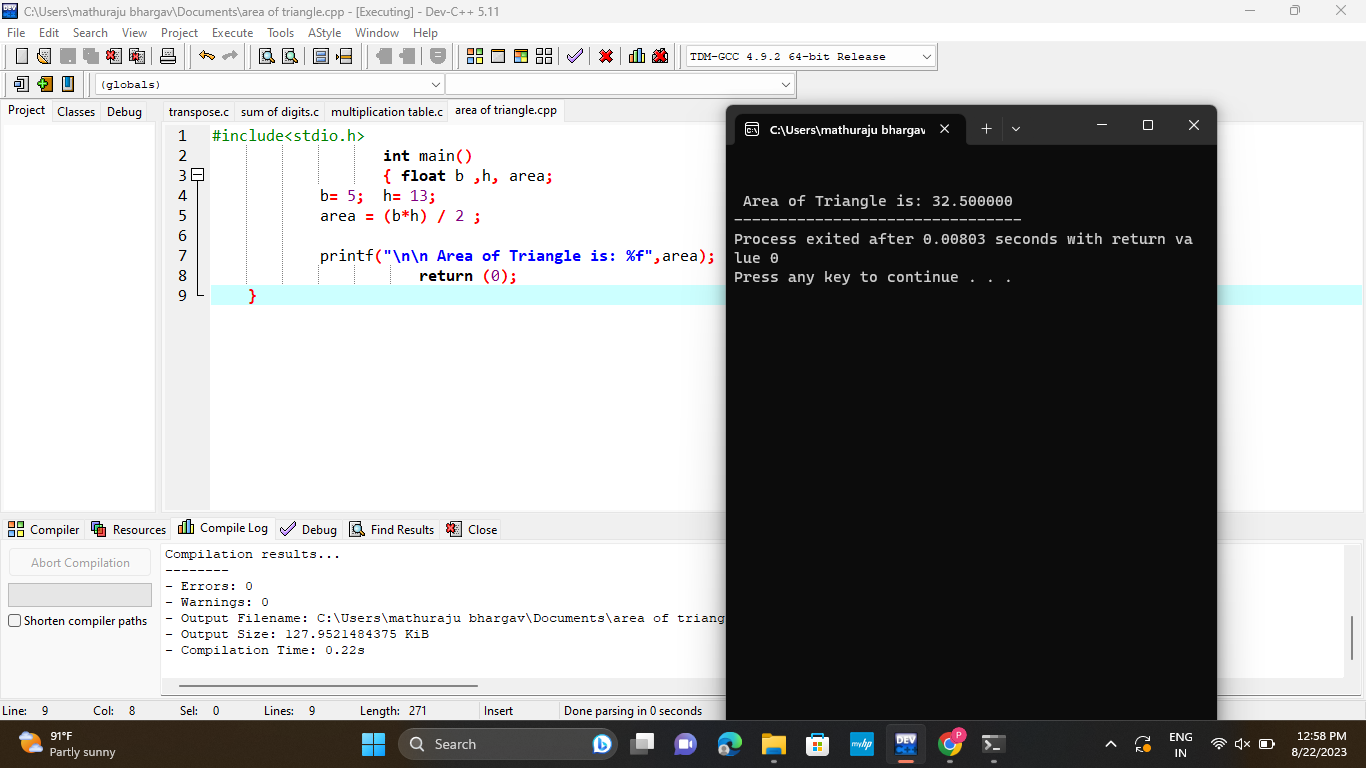 C:\Users\mathuraju bhargav\Documents\area of triangle.cpp - [Executing] - Dev-C++ 5.11
File Edit Search View Project Execute Tools AStyle Window Help
TDM-GCC 4.9.2 64-bit Release
(globals)
Project Classes Debug
transpose.c sum of digits.c multiplication table.c area of triangle.cpp
1 #include<stdio.h>
2 int main()
3 { float b ,h, area;
4 b= 5; h= 13;
5 area = (b*h) / 2 ;
6
7 printf("\n\n Area of Triangle is: %f",area);
8 return (0);
9 }
C:\Users\mathuraju bhargav
Area of Triangle is: 32.500000
--------------------------------
Process exited after 0.00803 seconds with return va
lue 0
Press any key to continue . . .
Compiler Resources Compile Log Debug Find Results Close
Abort Compilation
Shorten compiler paths
Compilation results...
--------
- Errors: 0
- Warnings: 0
- Output Filename: C:\Users\mathuraju bhargav\Documents\area of triang
- Output Size: 127.9521484375 KiB
- Compilation Time: 0.22s
Line: 9 Col: 8 Sel: 0 Lines: 9 Length: 271 Insert Done parsing in 0 seconds
91°F
Partly sunny
Search
myhp
DEV
P
ENG
IN
12:58 PM
8/22/2023